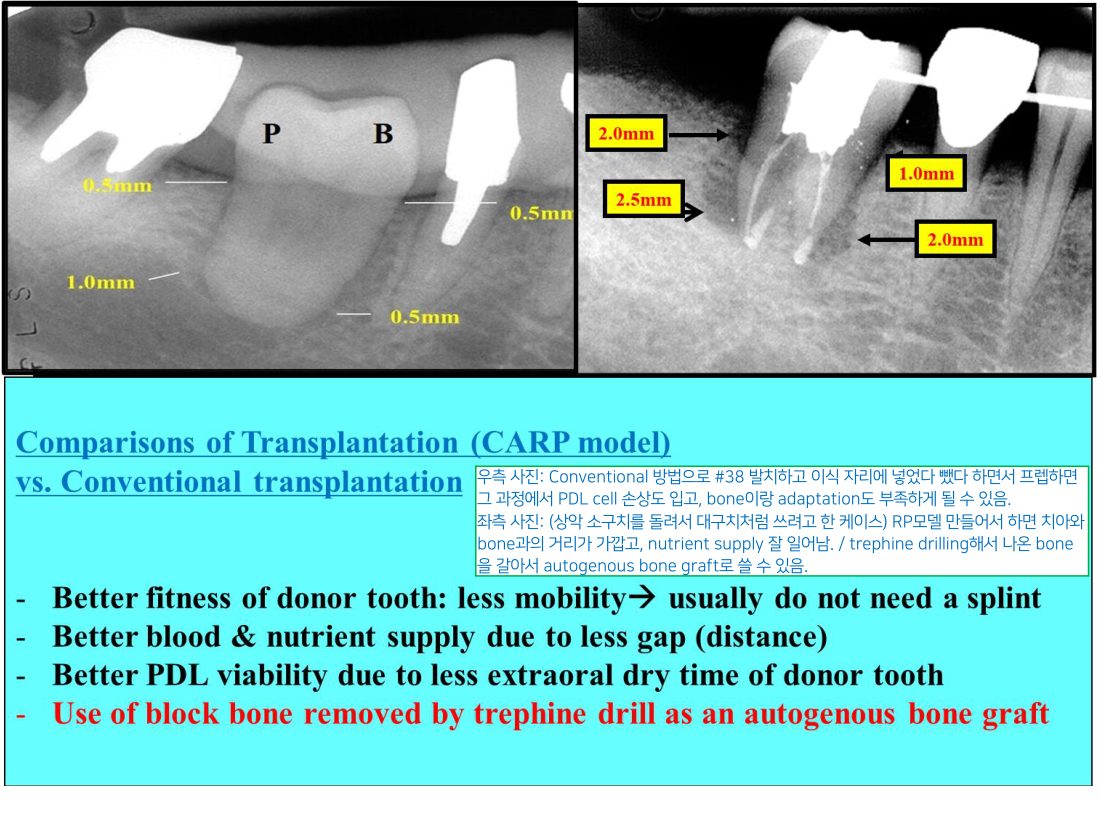 P
B
0.5mm
0.5mm
1.0mm
0.5mm
2.0mm
1.0mm
2.5mm
2.0mm
Comparisons of Transplantation (CARP model)
vs. Conventional transplantation
우측 사진: Conventional 방법으로 #38 발치하고 이식 자리에 넣었다 뺐다 하면서 프렙하면
그 과정에서 PDL cell 손상도 입고, bone이랑 adaptation도 부족하게 될 수 있음.
좌측 사진: (상악 소구치를 돌려서 대구치처럼 쓰려고 한 케이스) RP모델 만들어서 하면 치아와
bone과의 거리가 가깝고, nutrient supply 잘 일어남. / trephine drilling해서 나온 bone
을 갈아서 autogenous bone graft로 쓸 수 있음.
- Better fitness of donor tooth: less mobility→ usually do not need a splint
- Better blood & nutrient supply due to less gap (distance)
- Better PDL viability due to less extraoral dry time of donor tooth
- Use of block bone removed by trephine drill as an autogenous bone graft